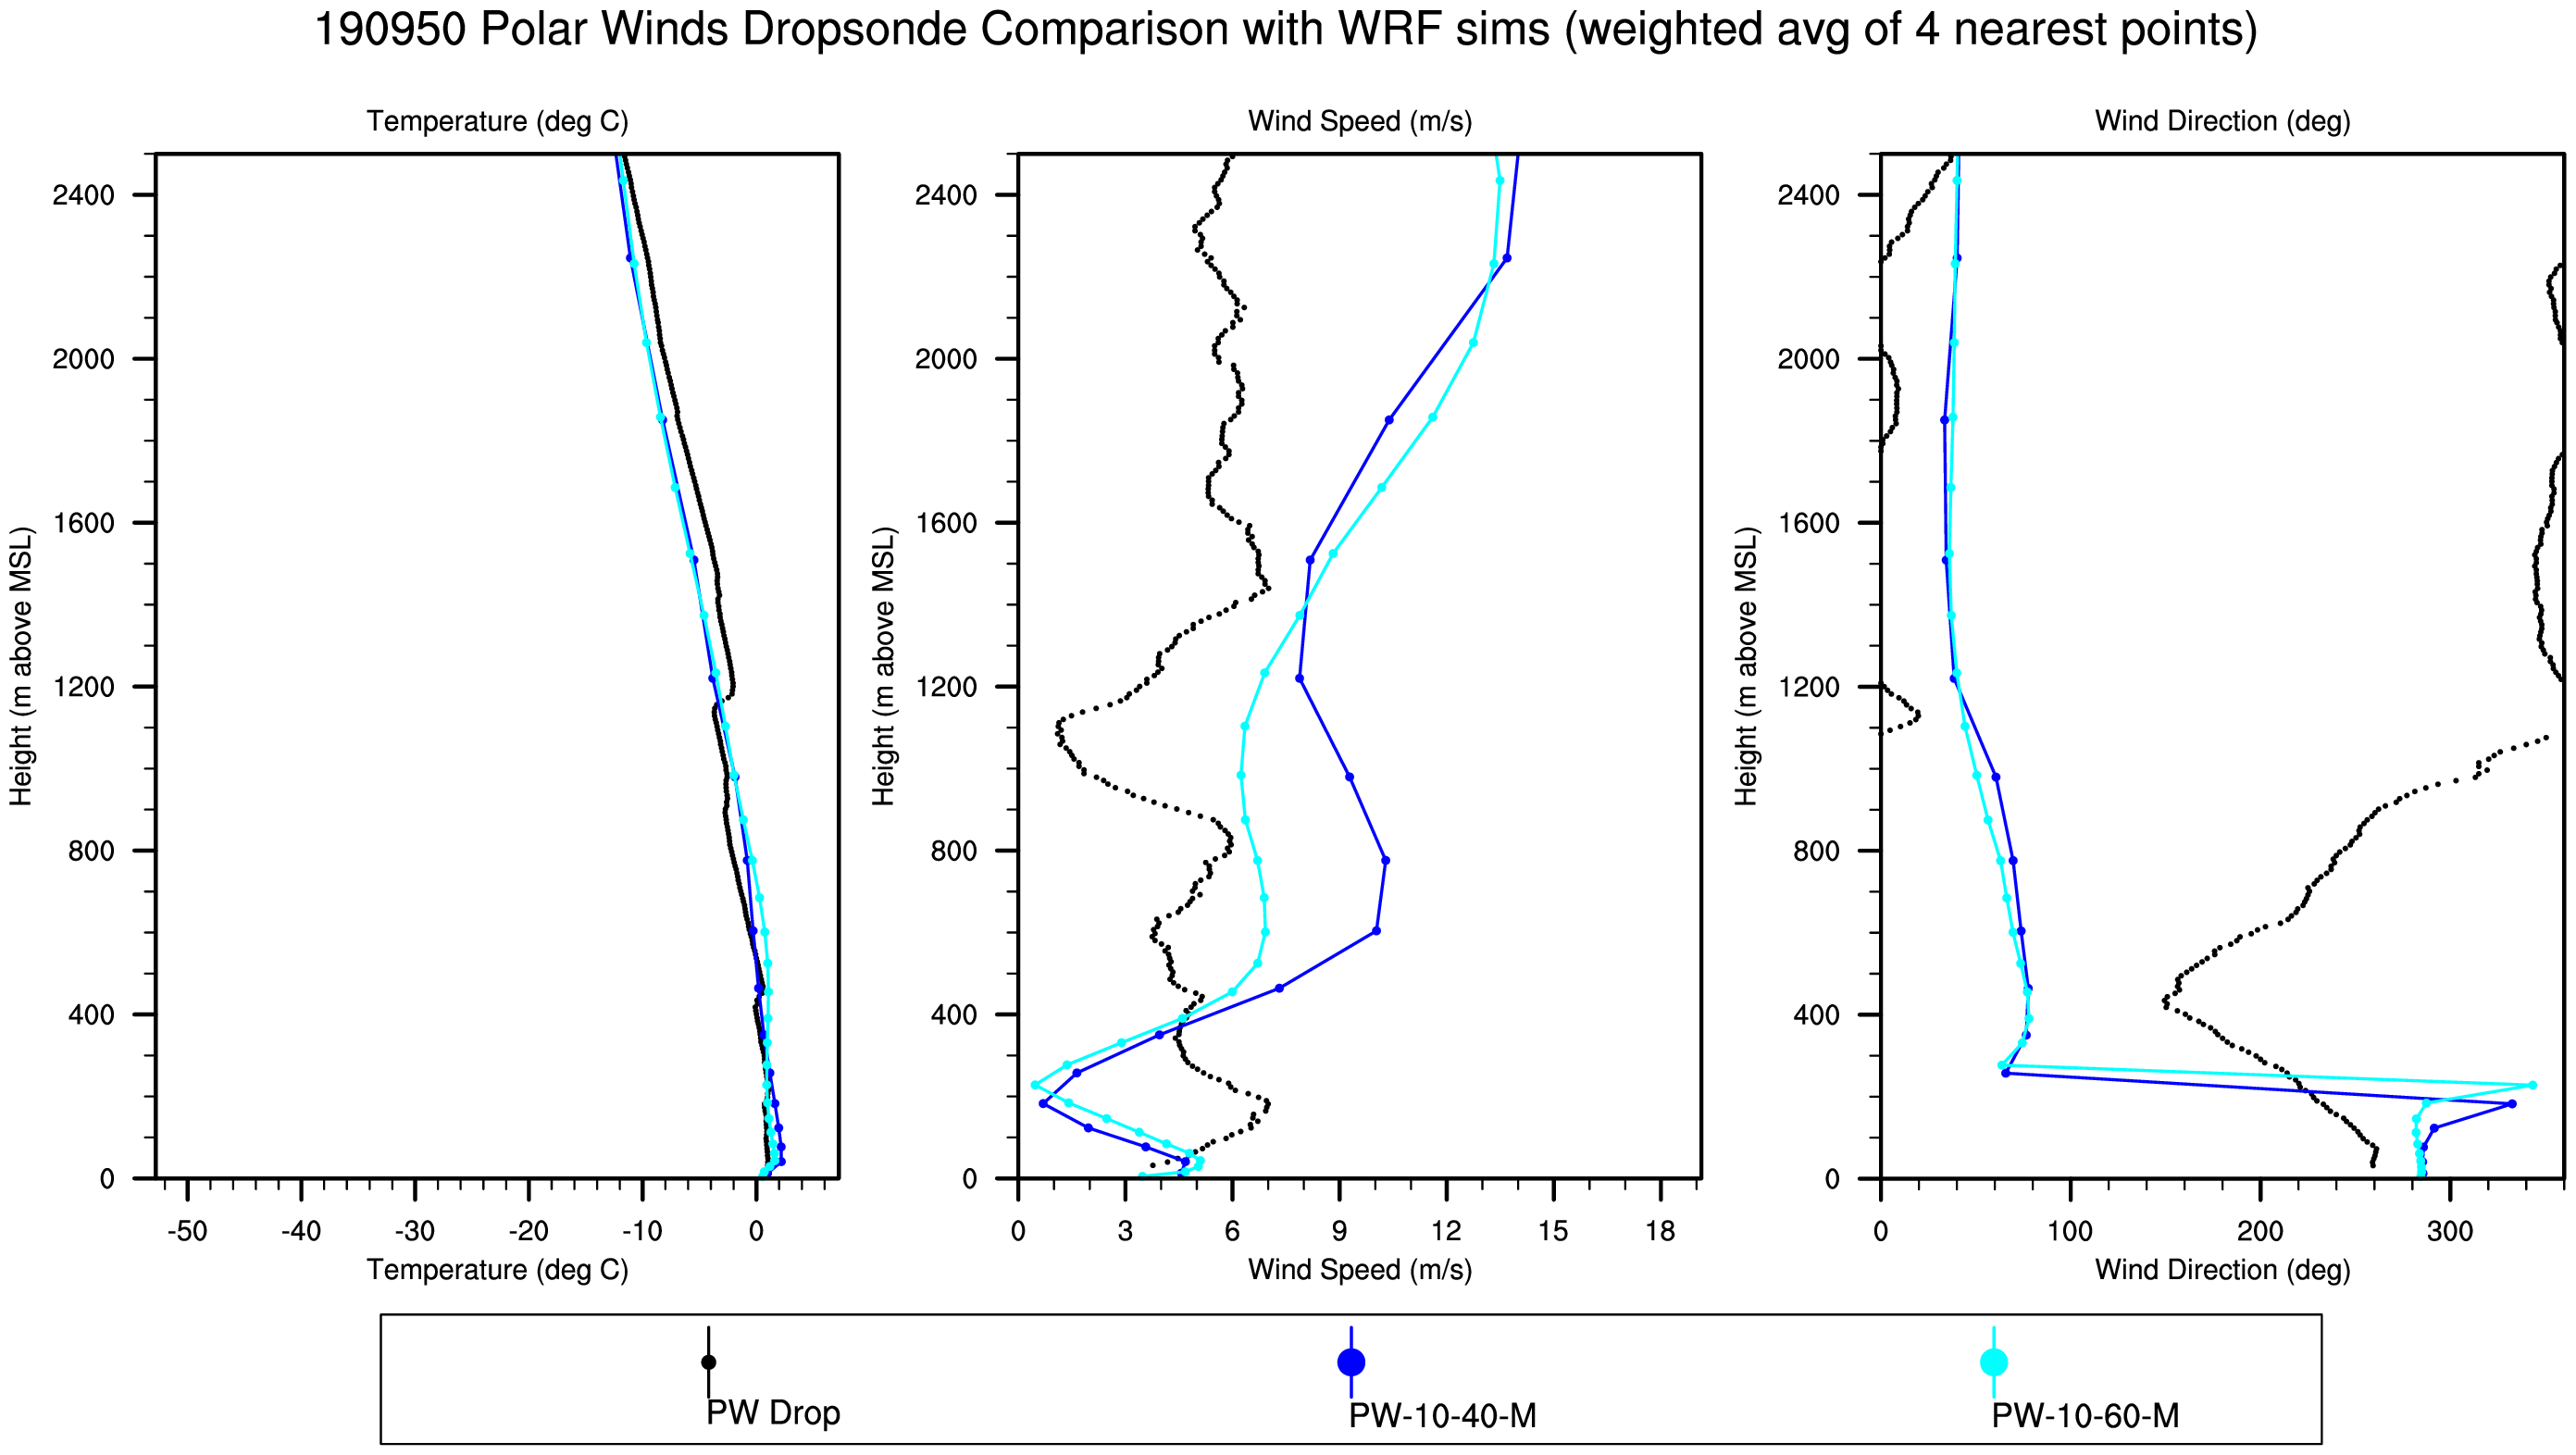 190950 Polar Winds Dropsonde Comparison with WRF sims (weighted avg of 4 nearest points)
Temperature (deg C)
Height (m above MSL)
2400
2000
1600
1200
800
400
0
-50 -40 -30 -20 -10 0
Temperature (deg C)
Wind Speed (m/s)
Height (m above MSL)
2400
2000
1600
1200
800
400
0
0 3 6 9 12 15 18
Wind Speed (m/s)
Wind Direction (deg)
Height (m above MSL)
2400
2000
1600
1200
800
400
0
0 100 200 300
Wind Direction (deg)
PW Drop
PW-10-40-M
PW-10-60-M